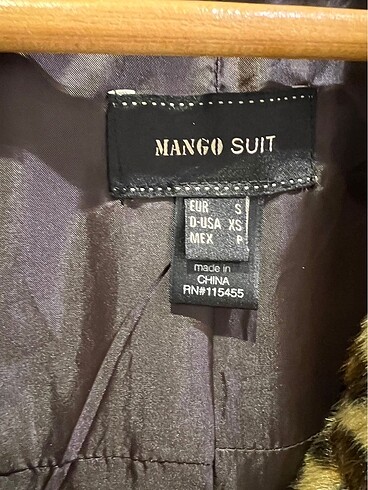 MANGO SUIT
EUR S
D-USA XS
MEX P
made in
CHINA
RN#115455